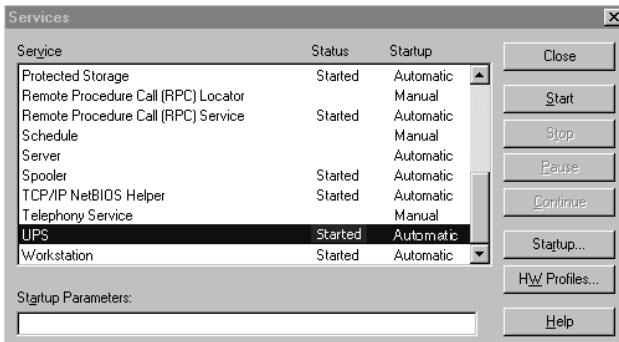 Services
Service Status Startup
Protected Storage Started Automatic
Remote Procedure Call (RPC) Locator Manual
Remote Procedure Call (RPC) Service Started Automatic
Schedule Manual
Server Automatic
Spooler Started Automatic
TCP/IP NetBIOS Helper Started Automatic
Telephony Service Manual
UPS Started Automatic
Workstation Started Automatic
Startup Parameters:
Close
Start
Stop
Pause
Continue
Startup...
HW Profiles...
Help